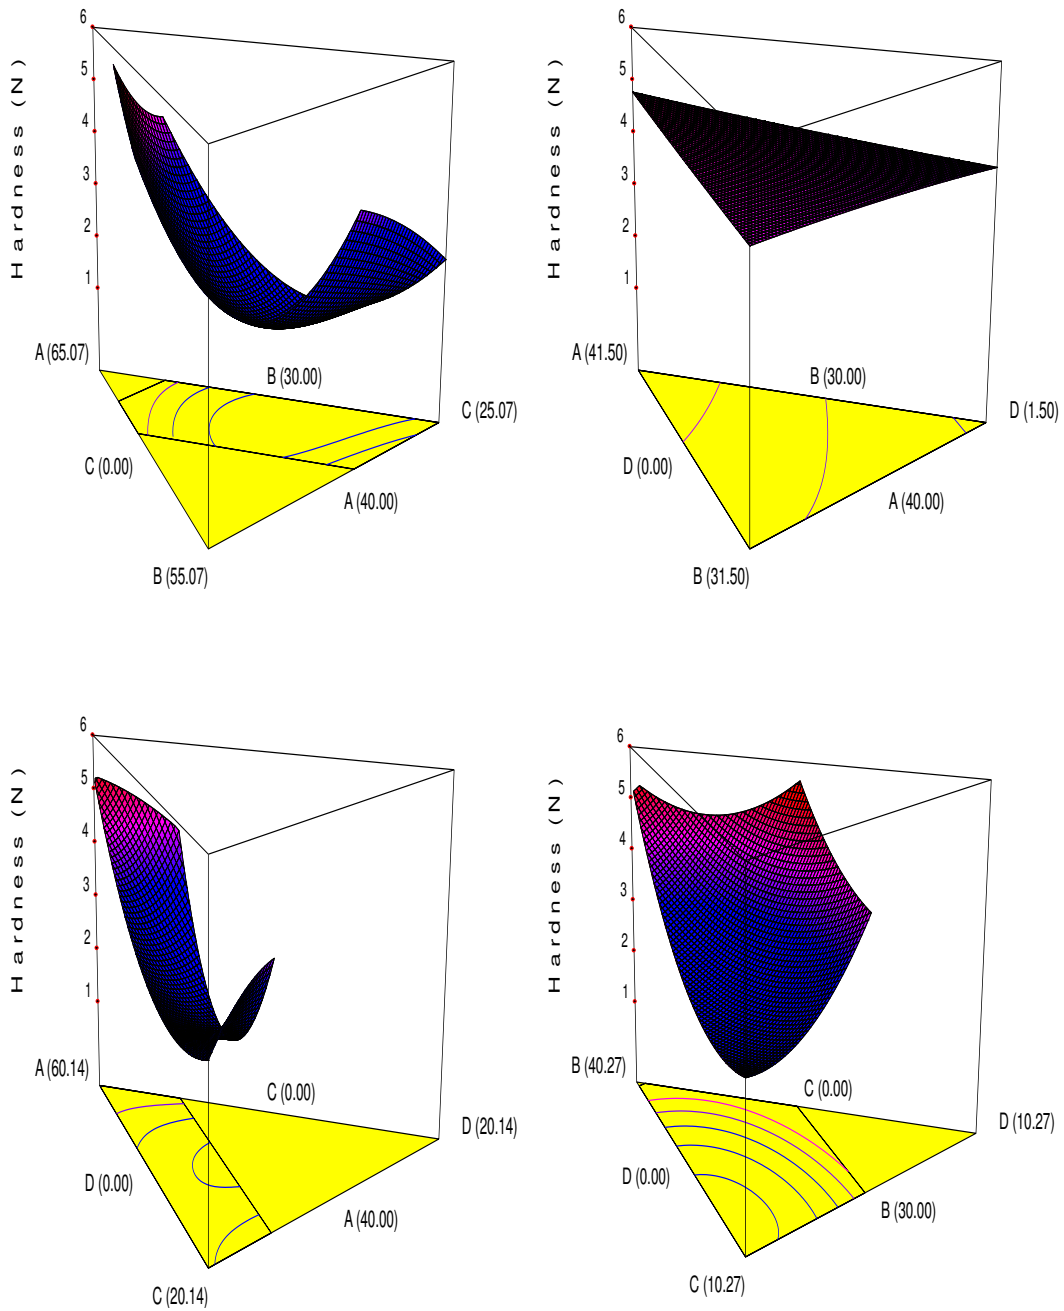 6
5
4
3
2
1
Hardness (N)
A (65.07)
B (30.00)
C (25.07)
C (0.00)
A (40.00)
B (55.07)
6
5
4
3
2
1
Hardness (N)
A (41.50)
B (30.00)
D (1.50)
D (0.00)
A (40.00)
B (31.50)
6
5
4
3
2
1
Hardness (N)
A (60.14)
C (0.00)
D (20.14)
D (0.00)
A (40.00)
C (20.14)
6
5
4
3
2
1
Hardness (N)
B (40.27)
C (0.00)
D (10.27)
D (0.00)
B (30.00)
C (10.27)